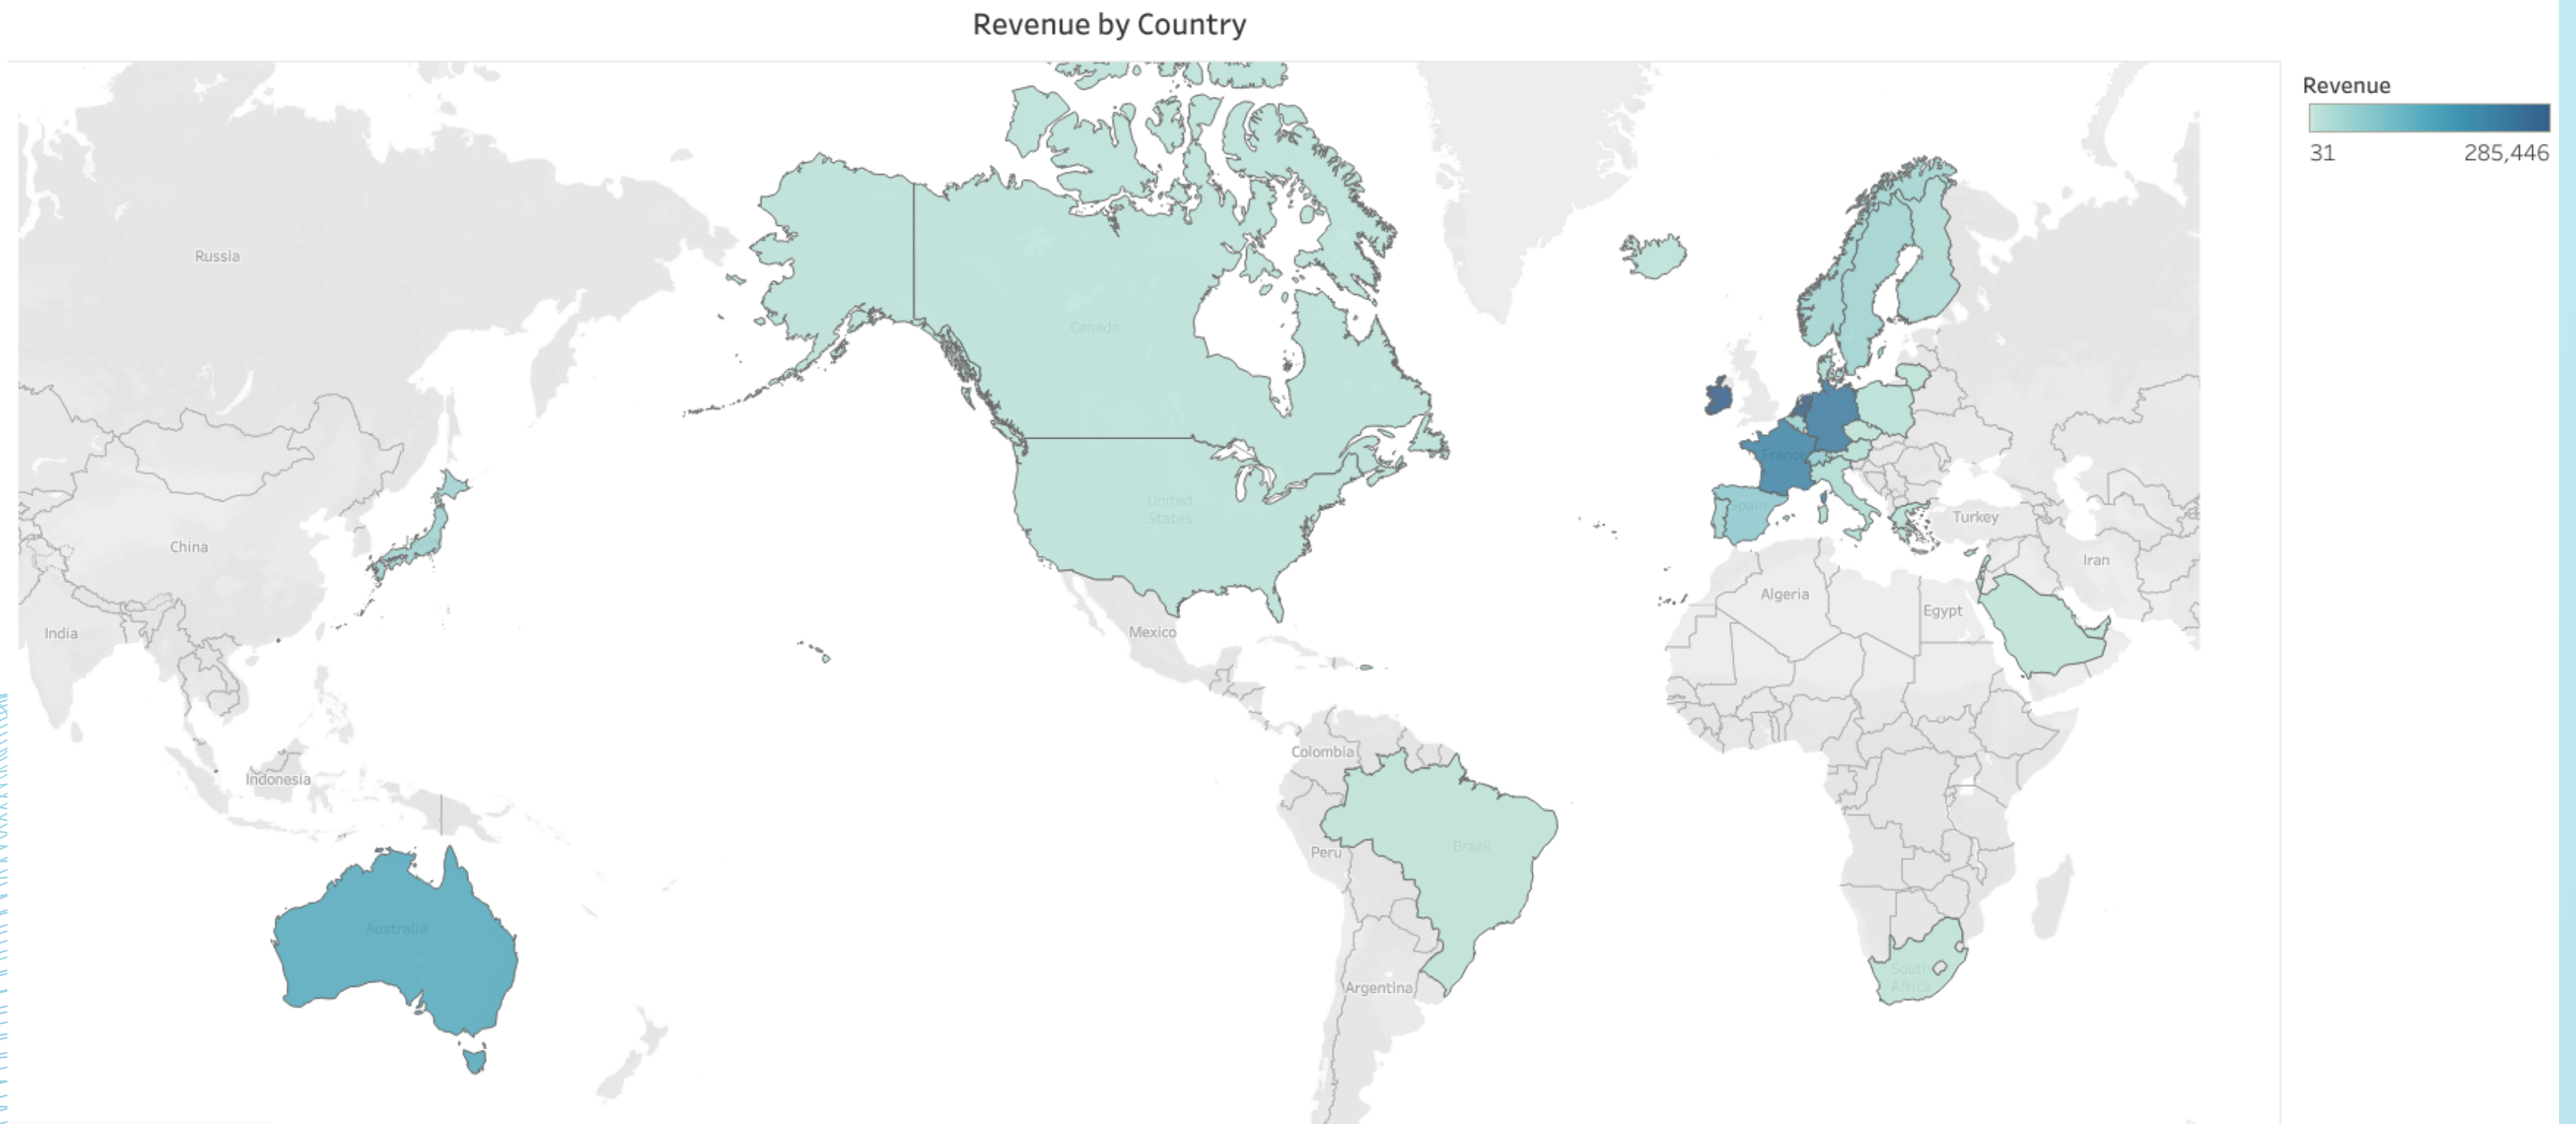 Revenue by Country
Revenue
31 285,446
Russia
Canada
France
United
States
Spain
Turkey
China
Iran
Algeria
Egypt
India
Mexico
Colombia
Indonesia
Brazil
Peru
Australia
South
Africa
Argentina